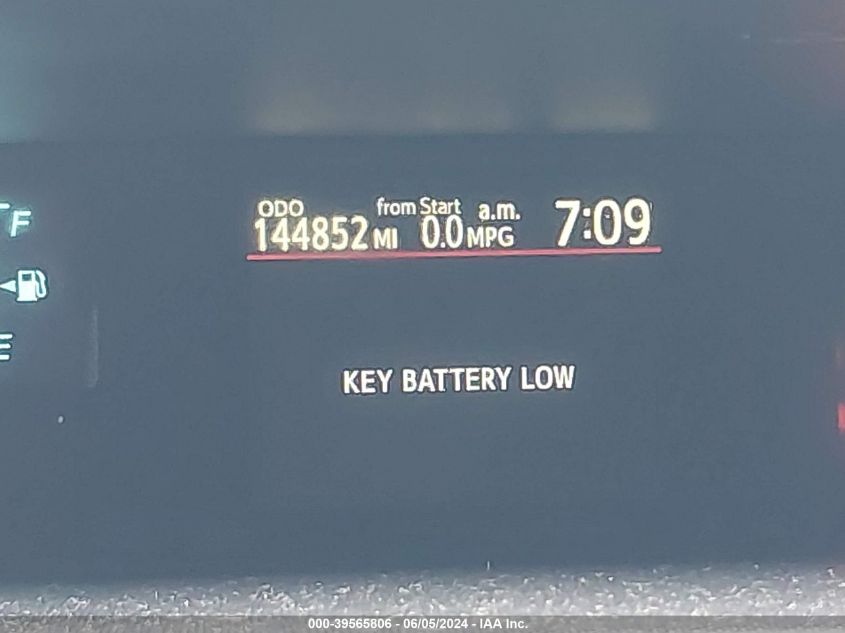 ODO from Start a.m. 7:09
144852 MI 0.0 MPG
F
KEY BATTERY LOW
E
000-39565806 - 06/05/2024 - IAA Inc.